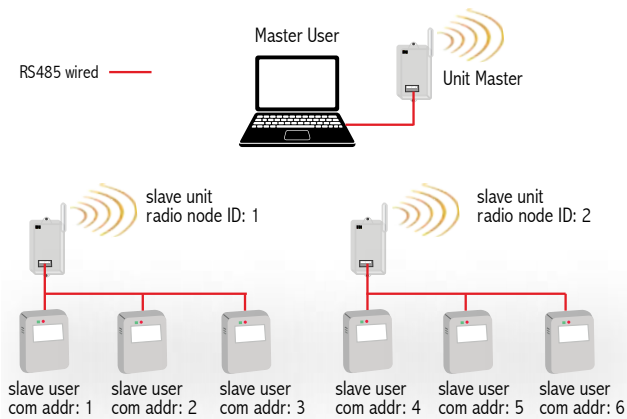 Master User
RS485 wired
Unit Master
slave unit
radio node ID: 1
slave unit
radio node ID: 2
slave user
com addr: 1
slave user
com addr: 2
slave user
com addr: 3
slave user
com addr: 4
slave user
com addr: 5
slave user
com addr: 6